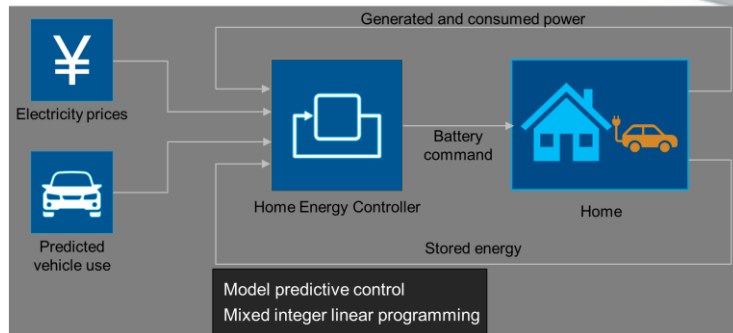 Generated and consumed power
¥
Electricity prices
Battery
command
Home Energy Controller
Home
Predicted
vehicle use
Stored energy
Model predictive control
Mixed integer linear programming